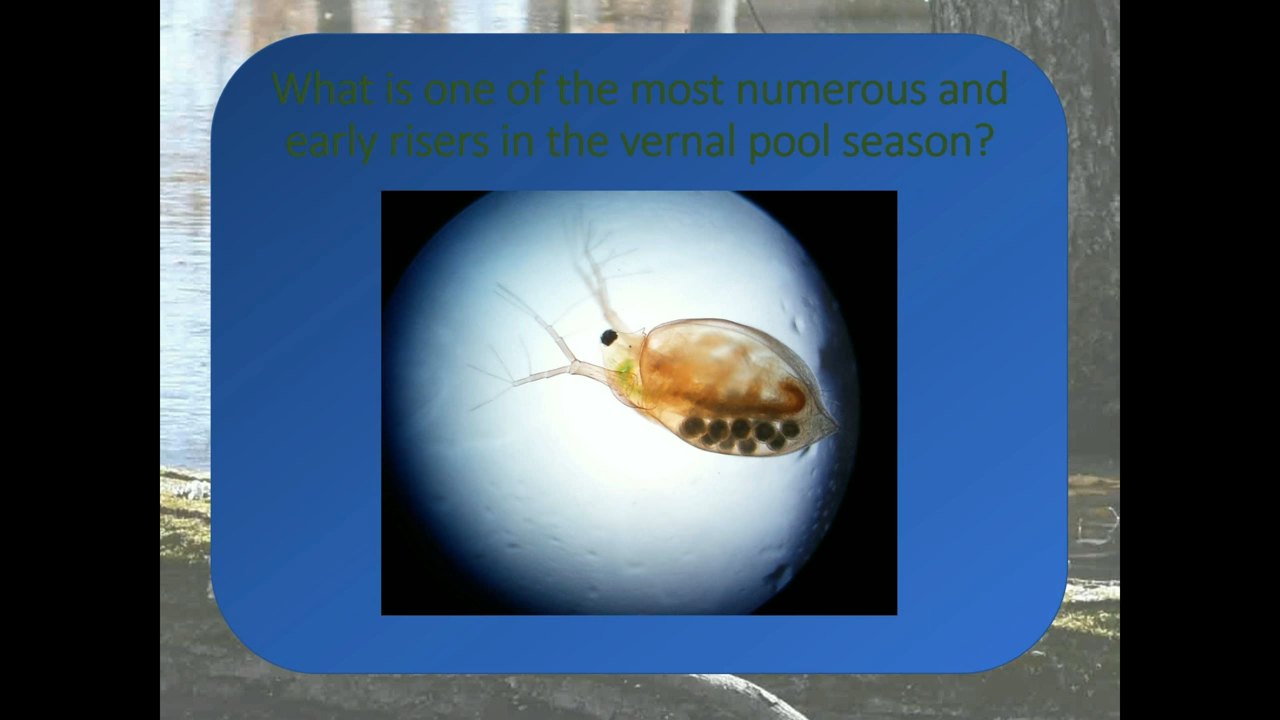 What is one of the most numerous and
early risers in the vernal pool season?